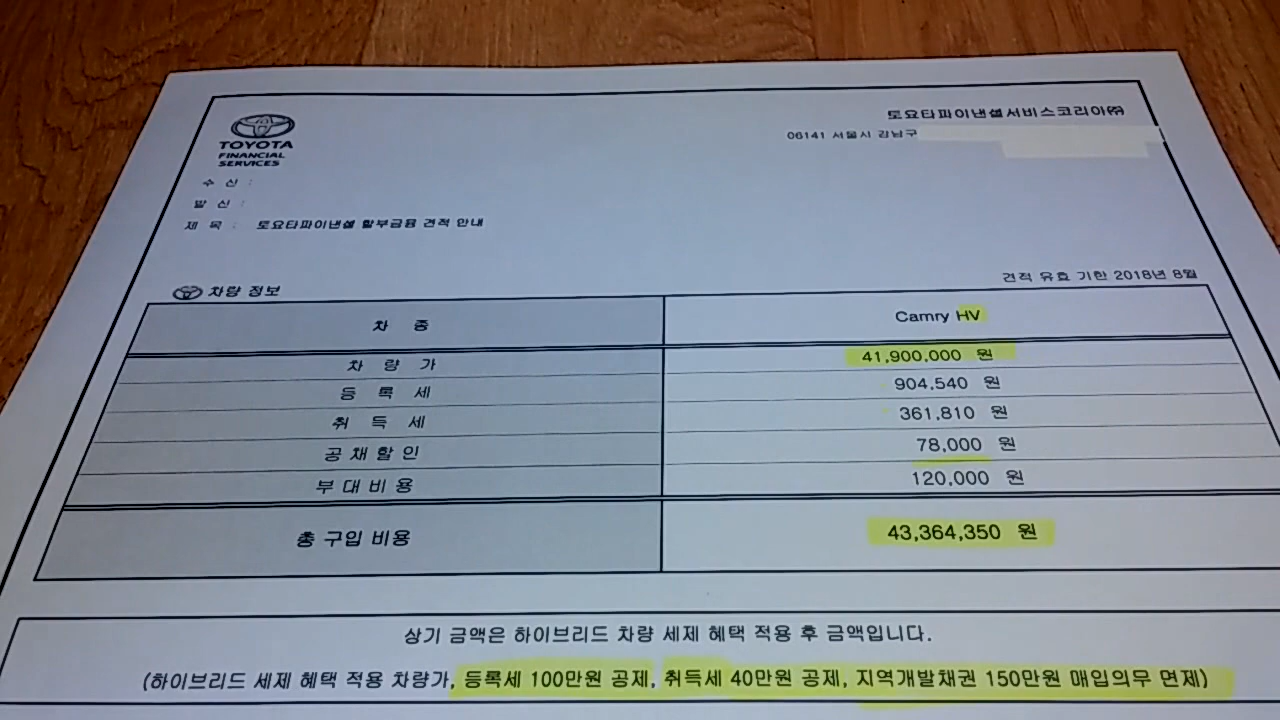 토요타파이낸셜서비스코리아㈜
06141 서울시 강남구
TOYOTA
FINANCIAL
SERVICES
수 신 :
발 신 :
제 목 : 토요타파이낸셜 할부금융 견적 안내
견적 유효 기한 2018년 8월
차량 정보
차 종 Camry HV
차 량 가 41,900,000 원
등 록 세 904,540 원
취 득 세 361,810 원
공 채 할 인 78,000 원
부 대 비 용 120,000 원
총 구입 비용 43,364,350 원
상기 금액은 하이브리드 차량 세제 혜택 적용 후 금액입니다.
(하이브리드 세제 혜택 적용 차량가, 등록세 100만원 공제, 취득세 40만원 공제, 지역개발채권 150만원 매입의무 면제)